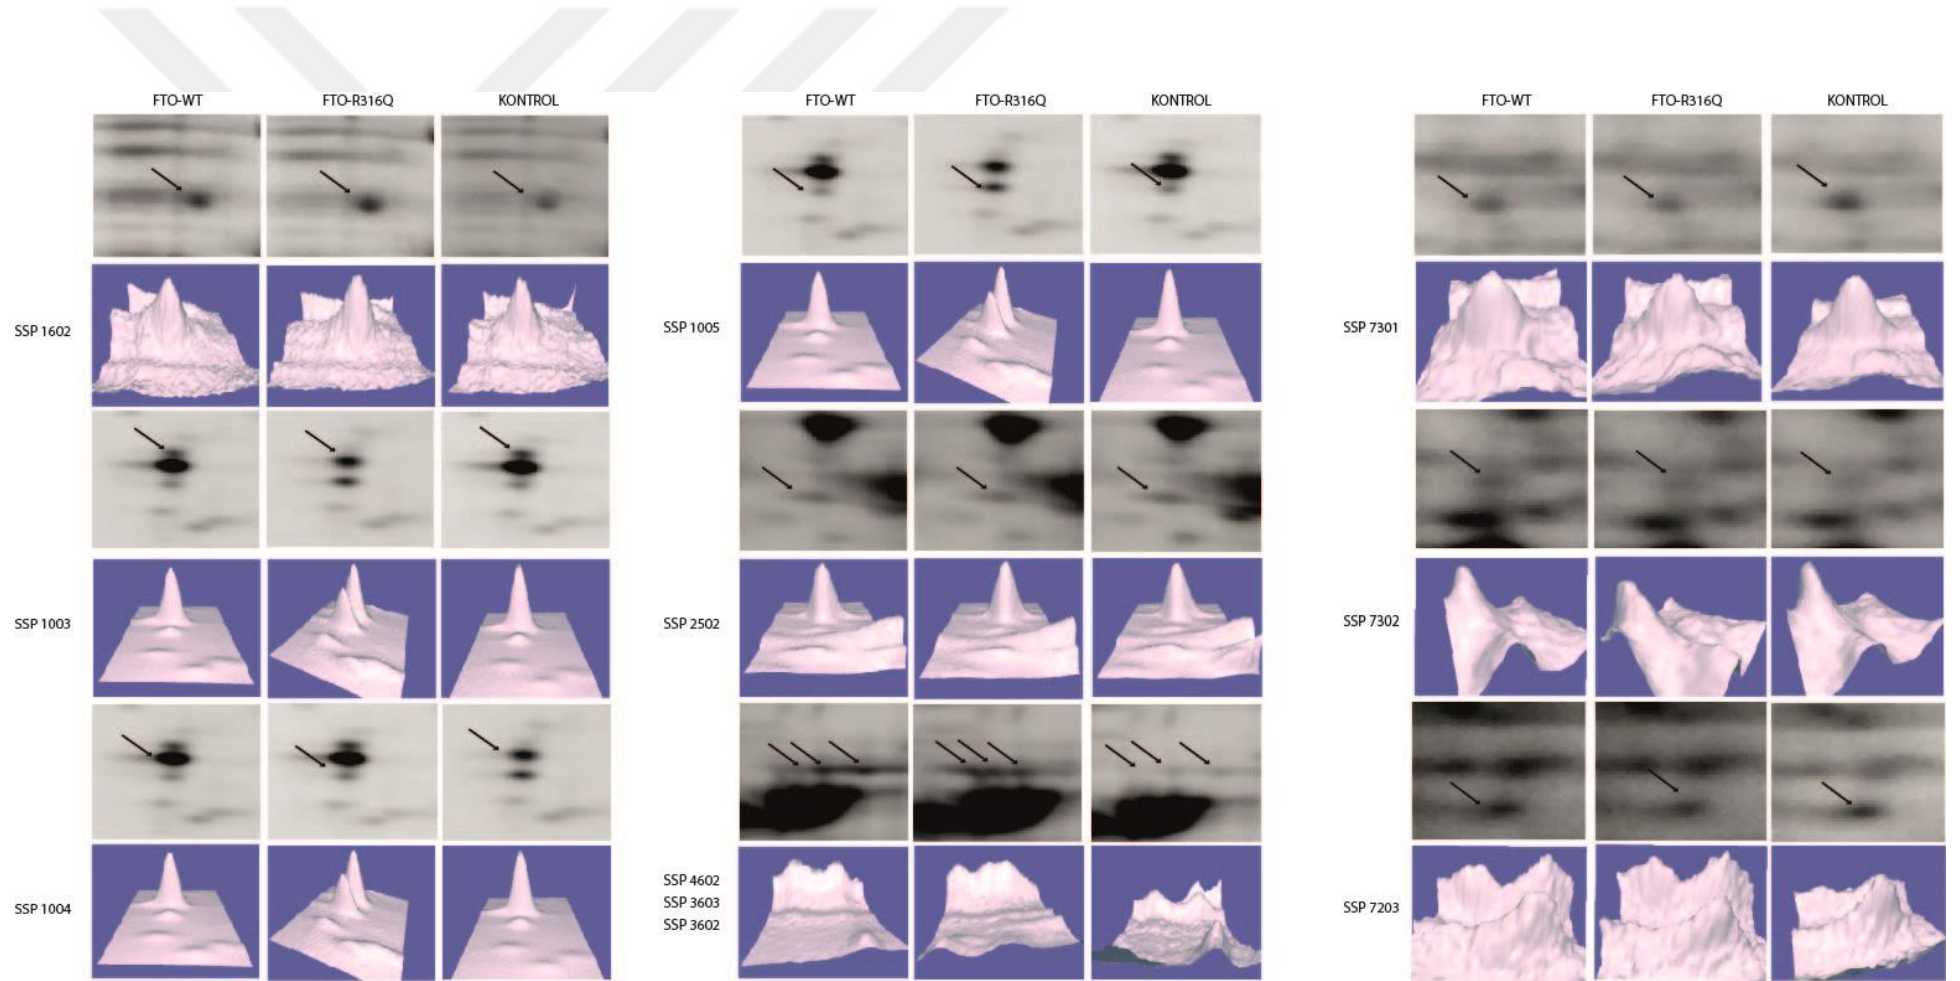 FTO-WT FTO-R316Q KONTROL
SSP 1602
SSP 1003
SSP 1004
FTO-WT FTO-R316Q KONTROL
SSP 1005
SSP 2502
SSP 4602
SSP 3603
SSP 3602
FTO-WT FTO-R316Q KONTROL
SSP 7301
SSP 7302
SSP 7203